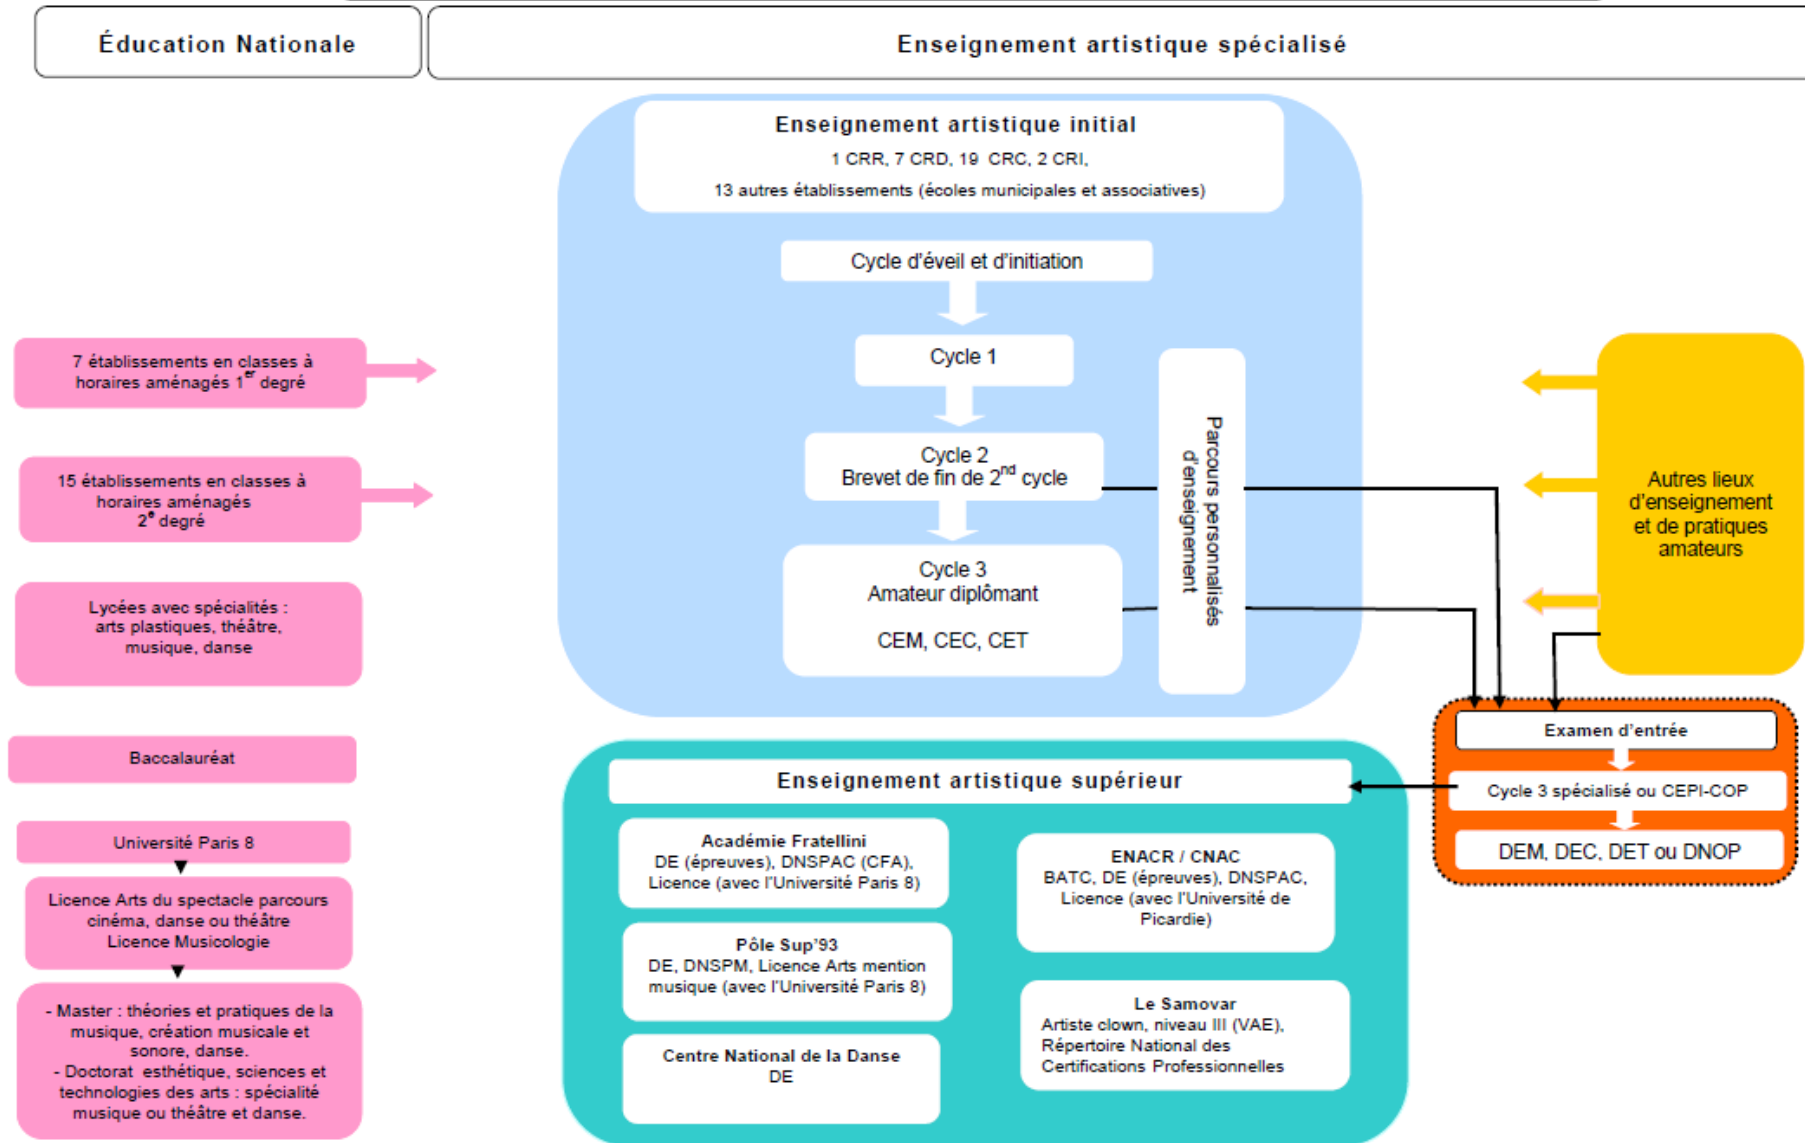 Éducation Nationale
Enseignement artistique spécialisé
Enseignement artistique initial
1 CRR, 7 CRD, 19 CRC, 2 CRI,
13 autres établissements (écoles municipales et associatives)
Cycle d'éveil et d'initiation
Cycle 1
Cycle 2
Brevet de fin de 2nd cycle
Cycle 3
Amateur diplômant
CEM, CEC, CET
Parcours personnalisés
d'enseignement
7 établissements en classes à
horaires aménagés 1er degré
15 établissements en classes à
horaires aménagés
2e degré
Lycées avec spécialités :
arts plastiques, théâtre,
musique, danse
Baccalauréat
Université Paris 8
Licence Arts du spectacle parcours
cinéma, danse ou théâtre
Licence Musicologie
- Master : théories et pratiques de la
musique, création musicale et
sonore, danse.
- Doctorat esthétique, sciences et
technologies des arts : spécialité
musique ou théâtre et danse.
Autres lieux
d'enseignement
et de pratiques
amateurs
Examen d'entrée
Cycle 3 spécialisé ou CEPI-COP
DEM, DEC, DET ou DNOP
Enseignement artistique supérieur
Académie Fratellini
DE (épreuves), DNSPAC (CFA),
Licence (avec l'Université Paris 8)
Pôle Sup'93
DE, DNSPM, Licence Arts mention
musique (avec l'Université Paris 8)
Centre National de la Danse
DE
ENACR / CNAC
BATC, DE (épreuves), DNSPAC,
Licence (avec l'Université de
Picardie)
Le Samovar
Artiste clown, niveau III (VAE),
Répertoire National des
Certifications Professionnelles